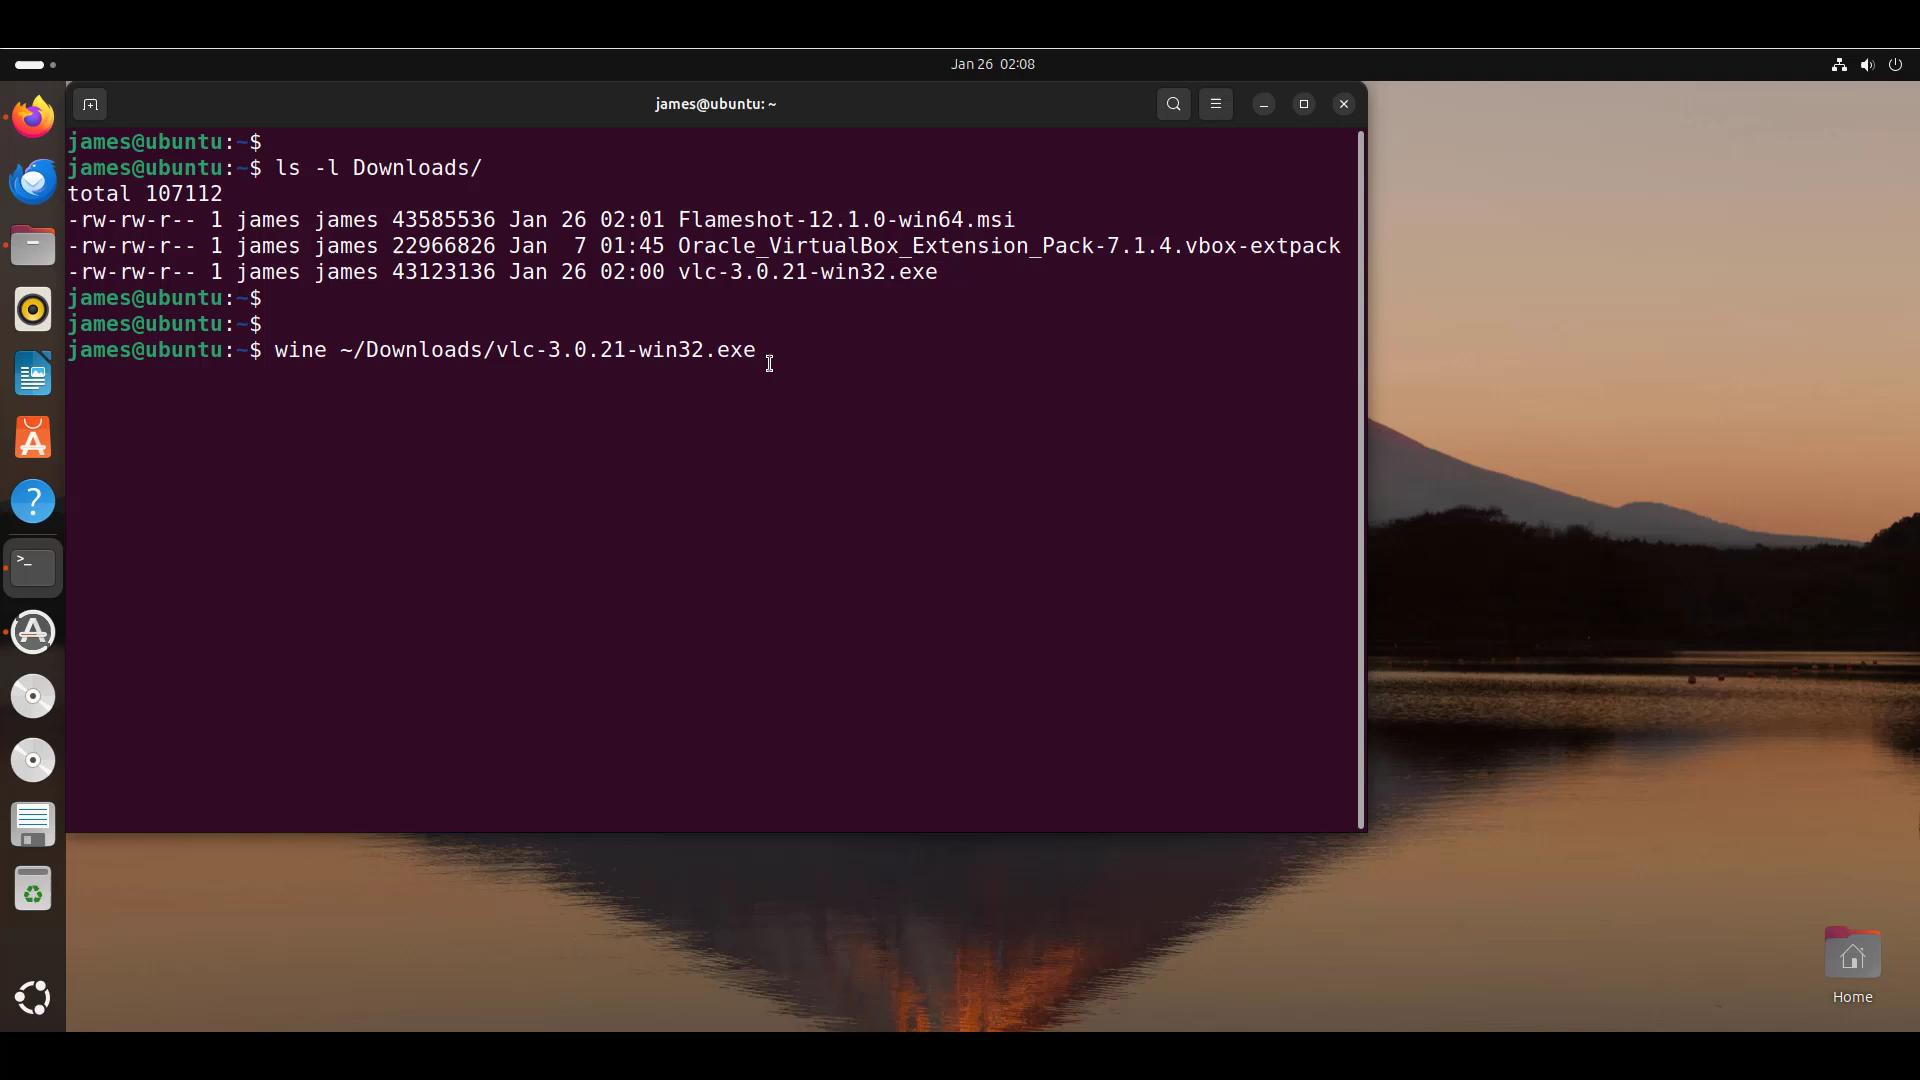 Jan 26 02:08
james@ubuntu: ~
james@ubuntu:~$
james@ubuntu:~$ ls -l Downloads/
total 107112
-rw-rw-r-- 1 james james 43585536 Jan 26 02:01 Flameshot-12.1.0-win64.msi
-rw-rw-r-- 1 james james 22966826 Jan  7 01:45 Oracle_VirtualBox_Extension_Pack-7.1.4.vbox-extpack
-rw-rw-r-- 1 james james 43123136 Jan 26 02:00 vlc-3.0.21-win32.exe
james@ubuntu:~$
james@ubuntu:~$
james@ubuntu:~$ wine ~/Downloads/vlc-3.0.21-win32.exe
Home